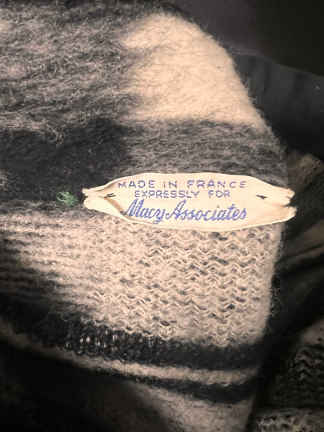 MADE IN FRANCE
EXPRESSLY FOR
Macy Associates